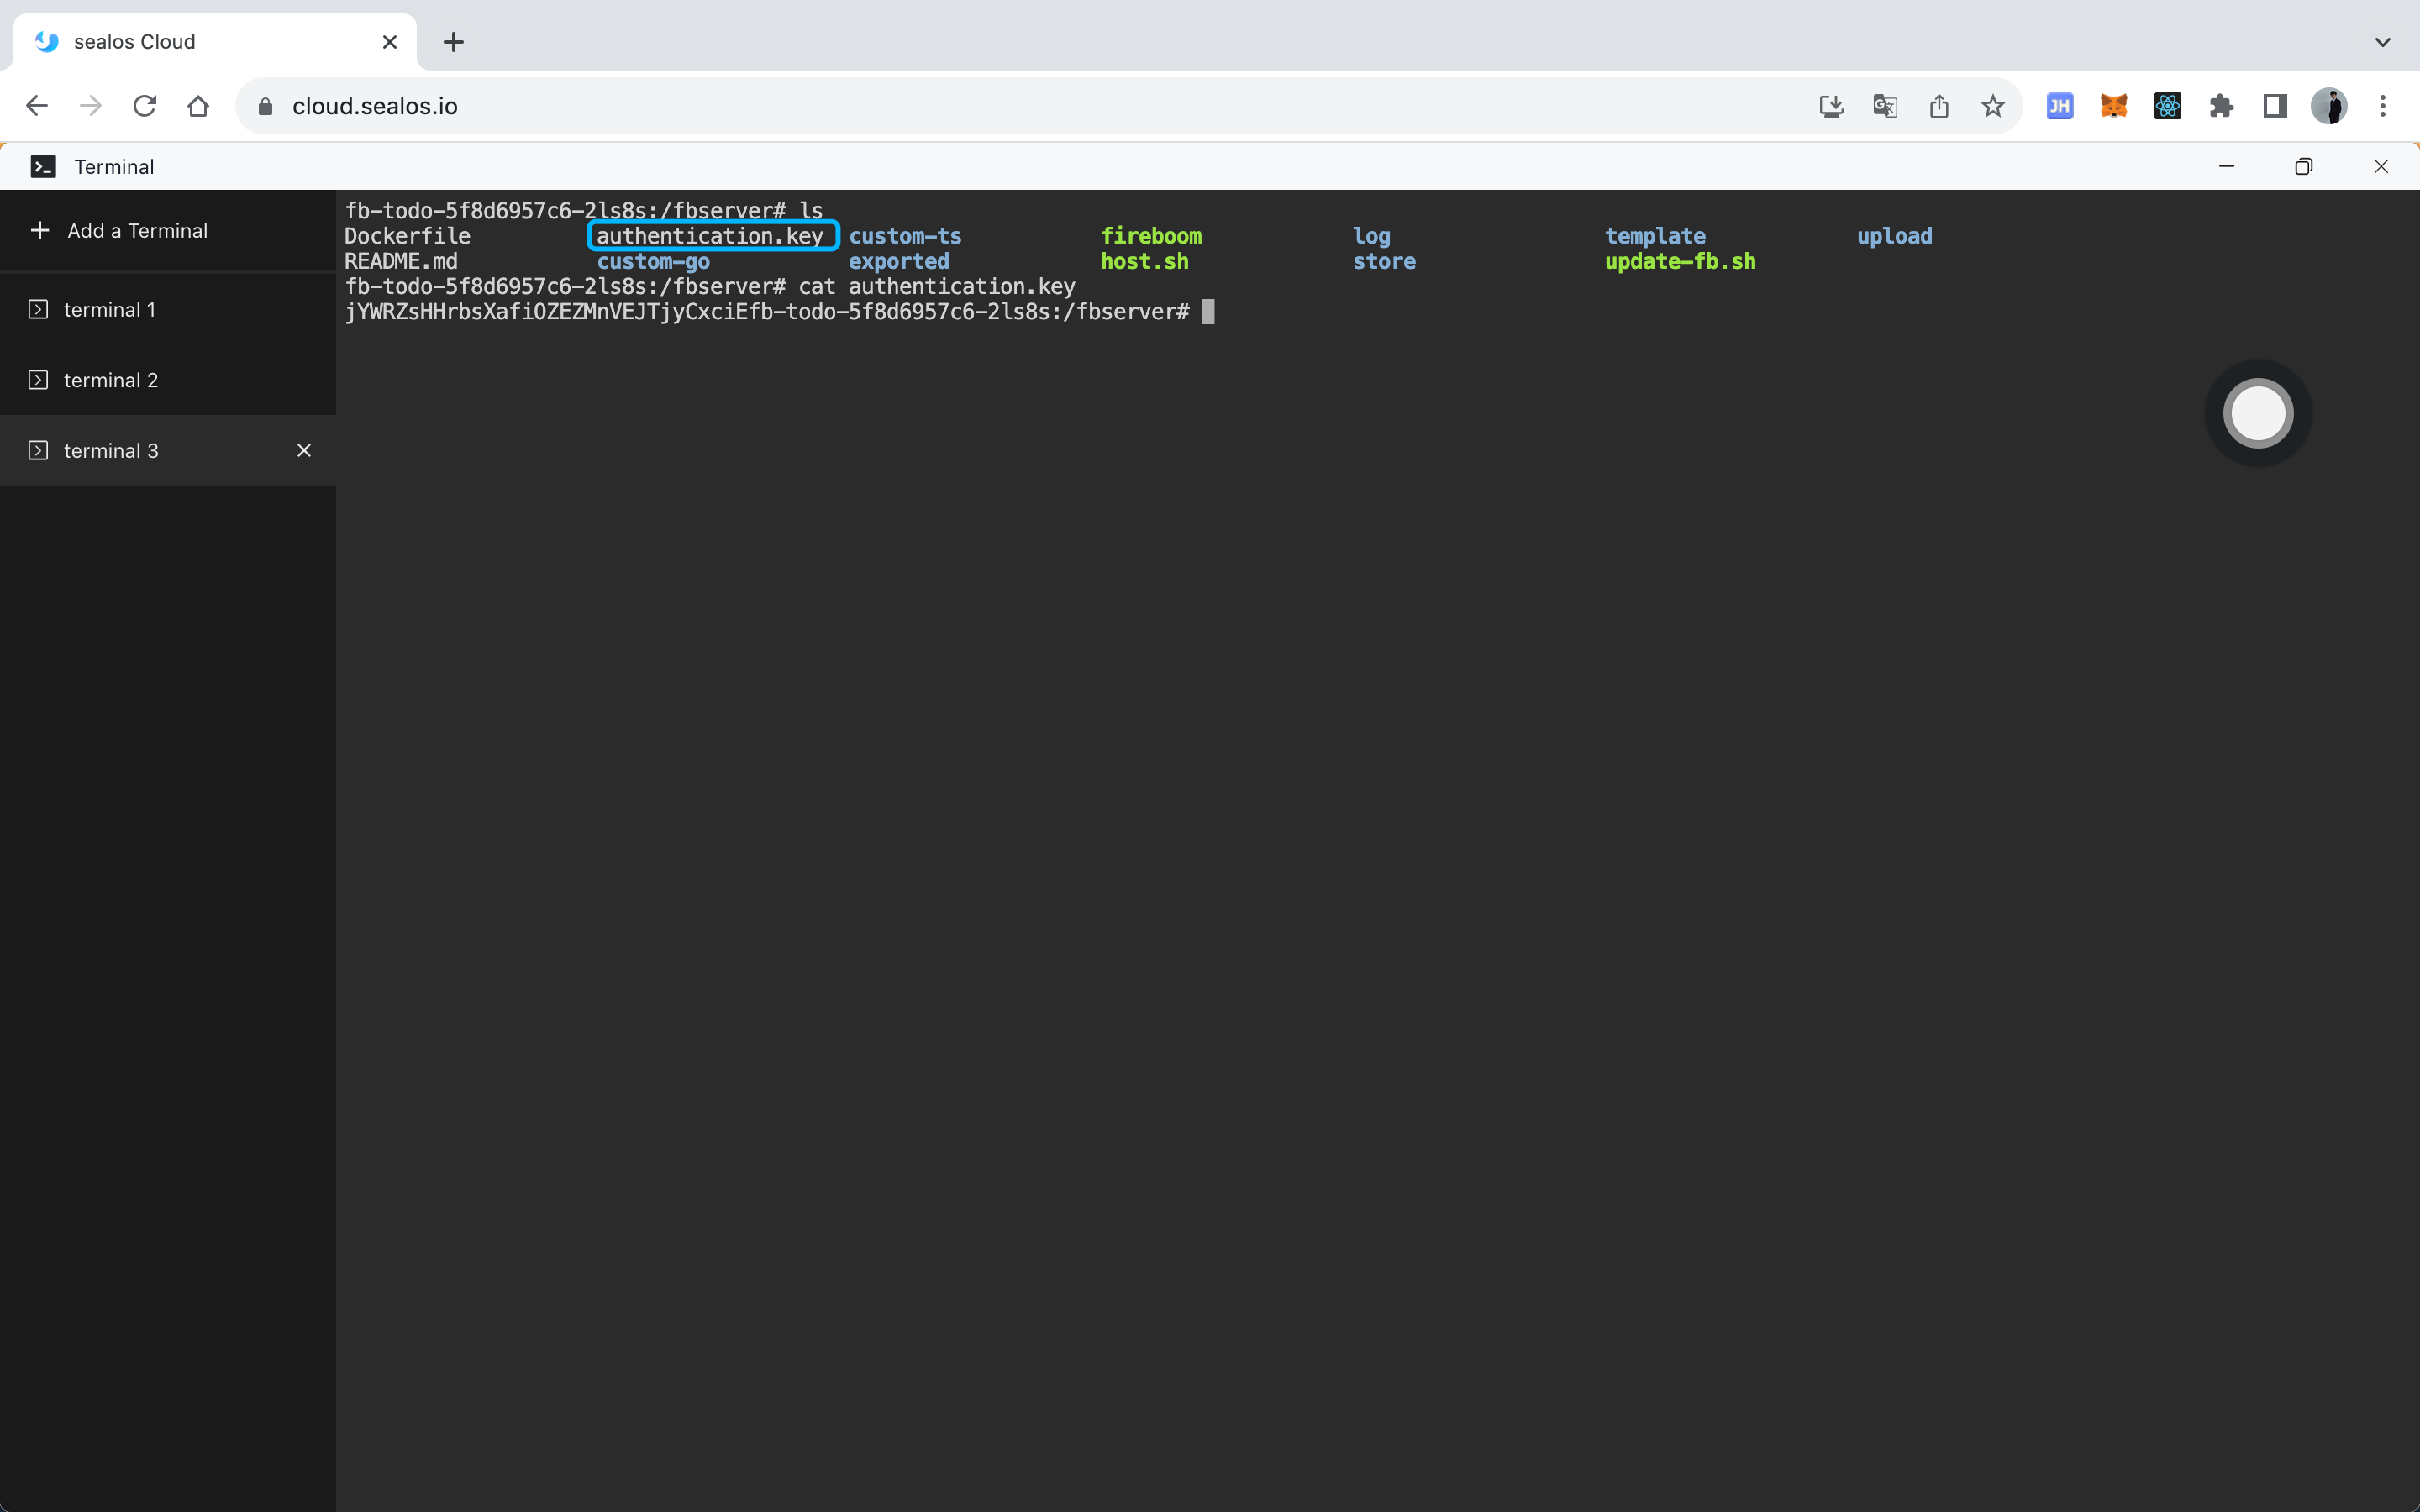 sealos Cloud
cloud.sealos.io
JH
Terminal
Add a Terminal
terminal 1
terminal 2
terminal 3
fb-todo-5f8d6957c6-2ls8s:/fbserver# ls
Dockerfile authentication.key custom-ts fireboom log template upload
README.md custom-go exported host.sh store update-fb.sh
fb-todo-5f8d6957c6-2ls8s:/fbserver# cat authentication.key
jYWRZsHHrbsXafiOZEZMnVEJTjyCxciEfb-todo-5f8d6957c6-2ls8s:/fbserver#